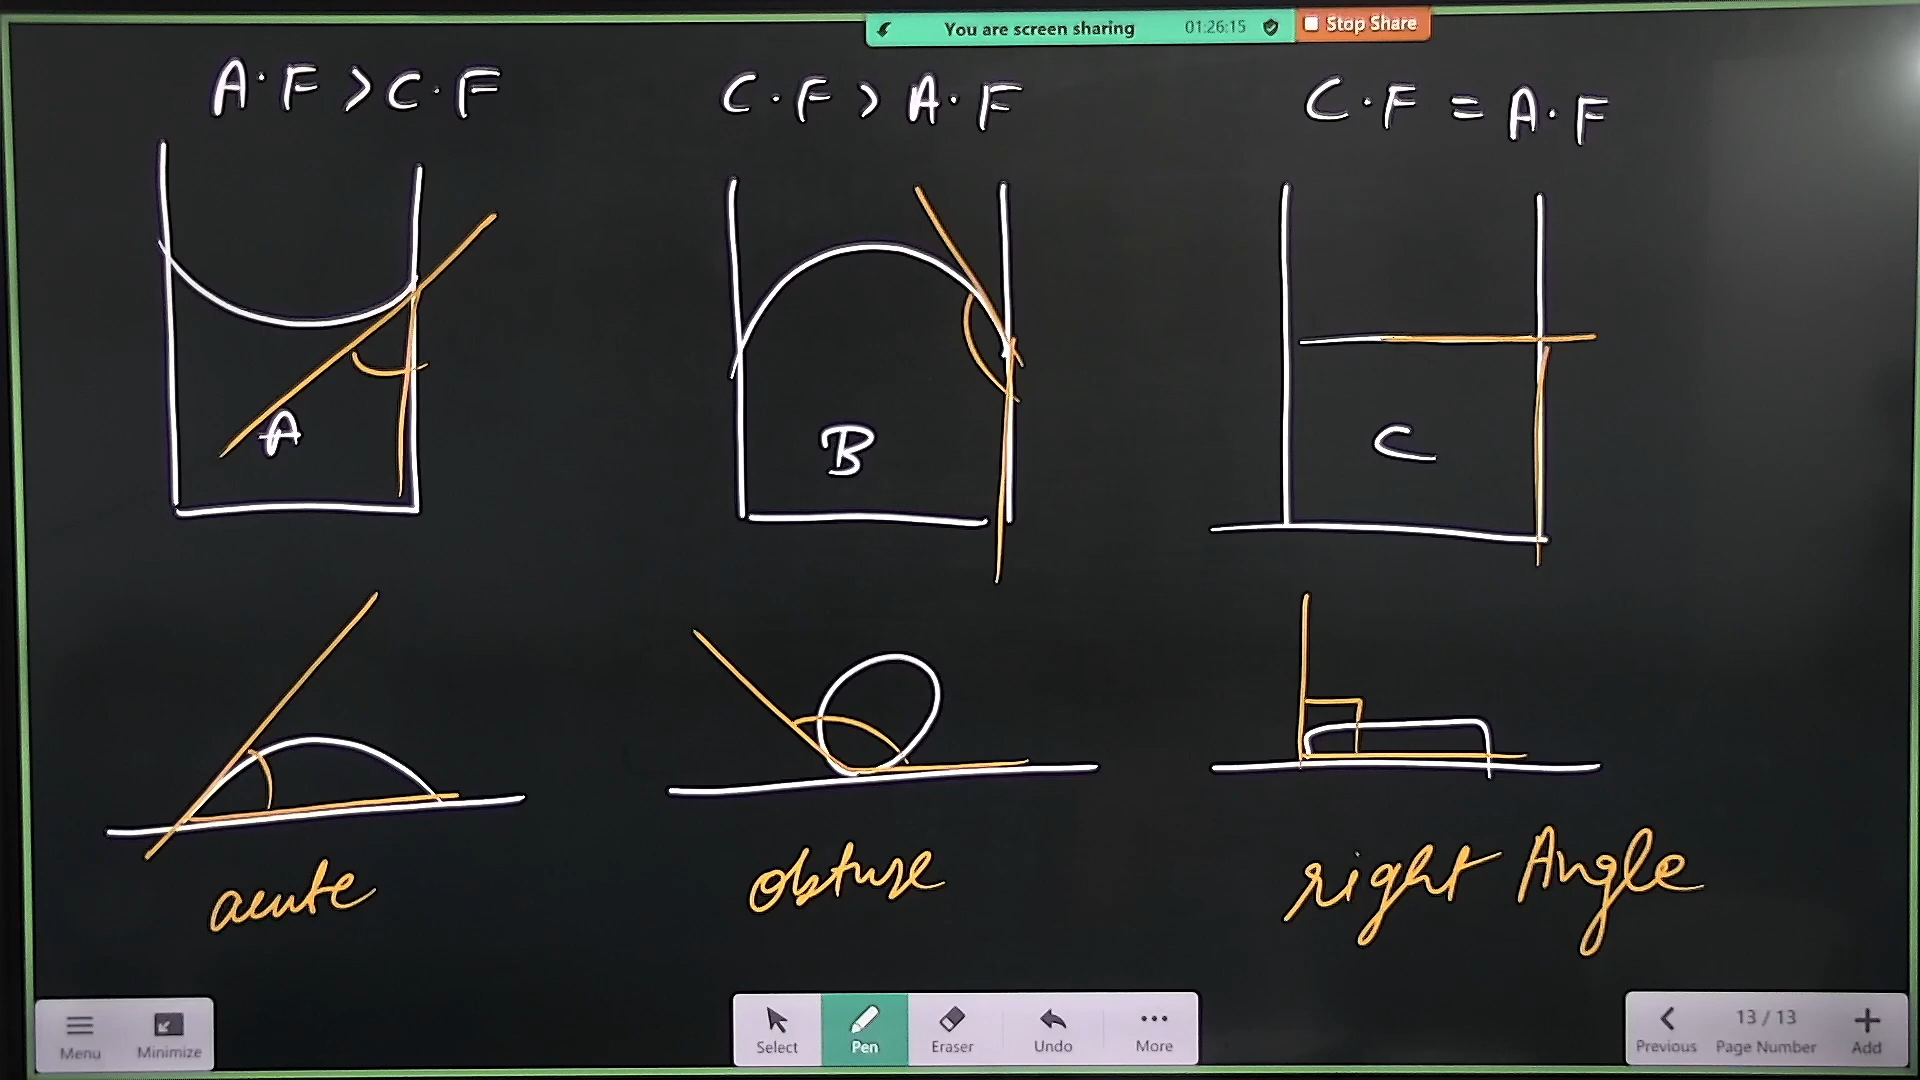 You are screen sharing 01:26:15 Stop Share
A·F > C·F
C·F > A·F
C·F = A·F
A
B
C
acute
obtuse
right Angle
Menu
Minimize
Select
Pen
Eraser
Undo
More
Previous
13 / 13
Page Number
Add